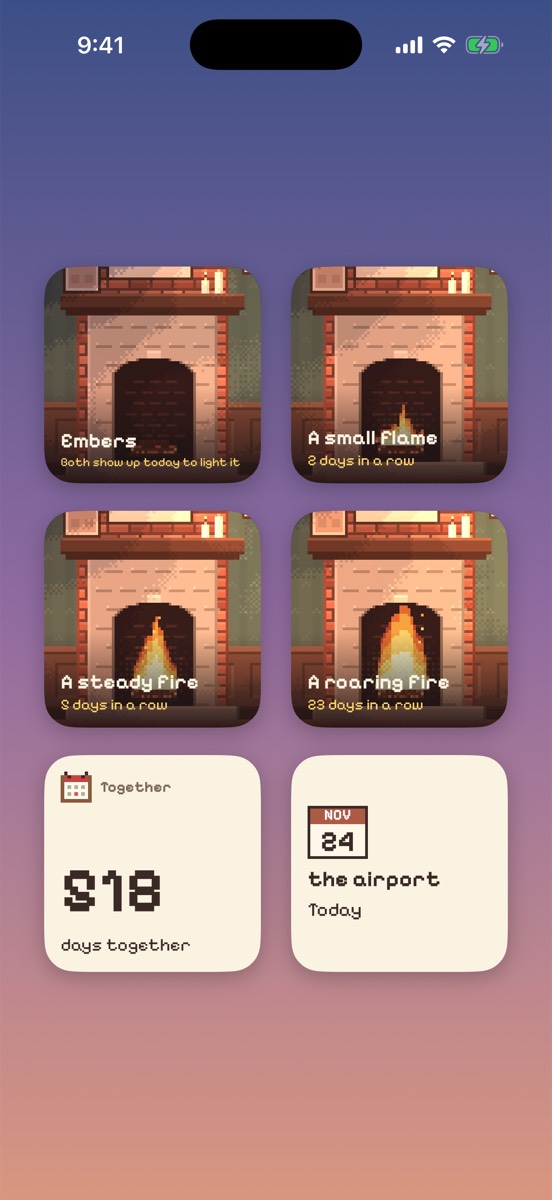 9:41
Embers
Both show up today to light it
A small flame
2 days in a row
A steady fire
5 days in a row
A roaring fire
23 days in a row
Together
518
days together
NOV
24
the airport
Today